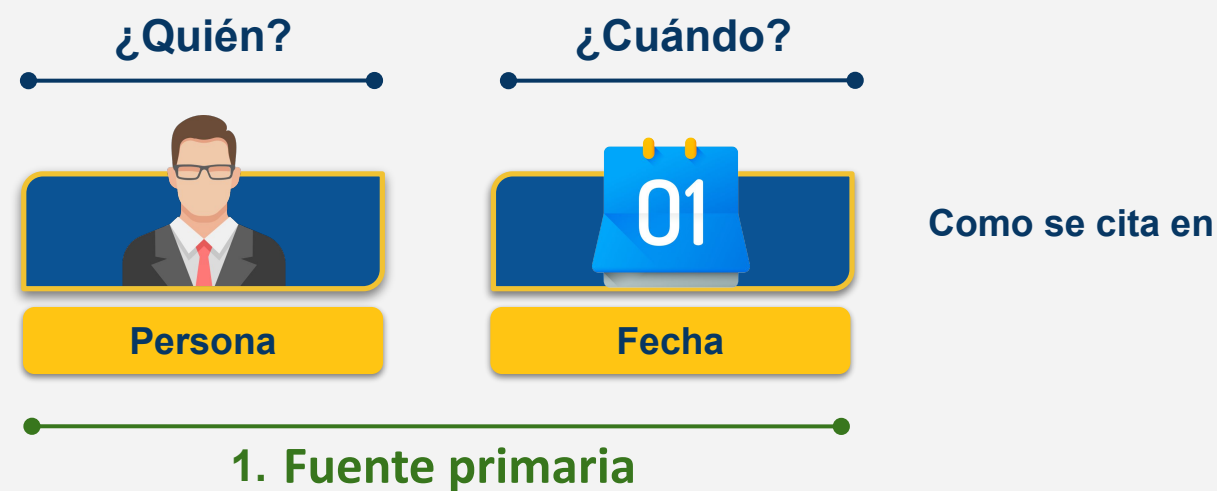 ¿Quién?
¿Cuándo?
01
Como se cita en
Persona
Fecha
1. Fuente primaria